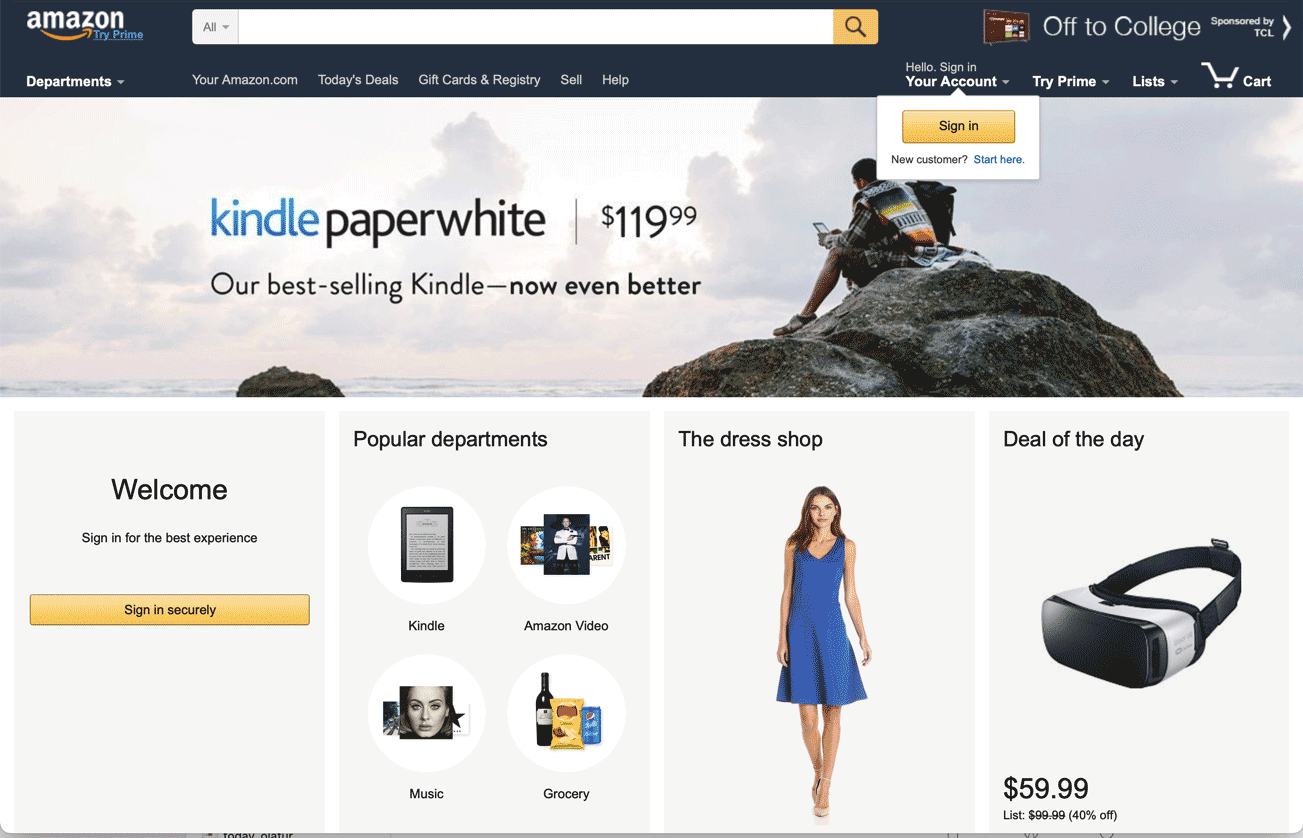 amazon
Try Prime
All
Off to College
Sponsored by
TCL
Departments
Your Amazon.com
Today's Deals
Gift Cards & Registry
Sell
Help
Hello. Sign in
Your Account
Try Prime
Lists
Cart
Sign in
New customer? Start here.
kindle paperwhite | $119.99
Our best-selling Kindle—now even better
Welcome
Sign in for the best experience
Sign in securely
Popular departments
Kindle
Amazon Video
Music
Grocery
The dress shop
Deal of the day
$59.99
List: $99.99 (40% off)